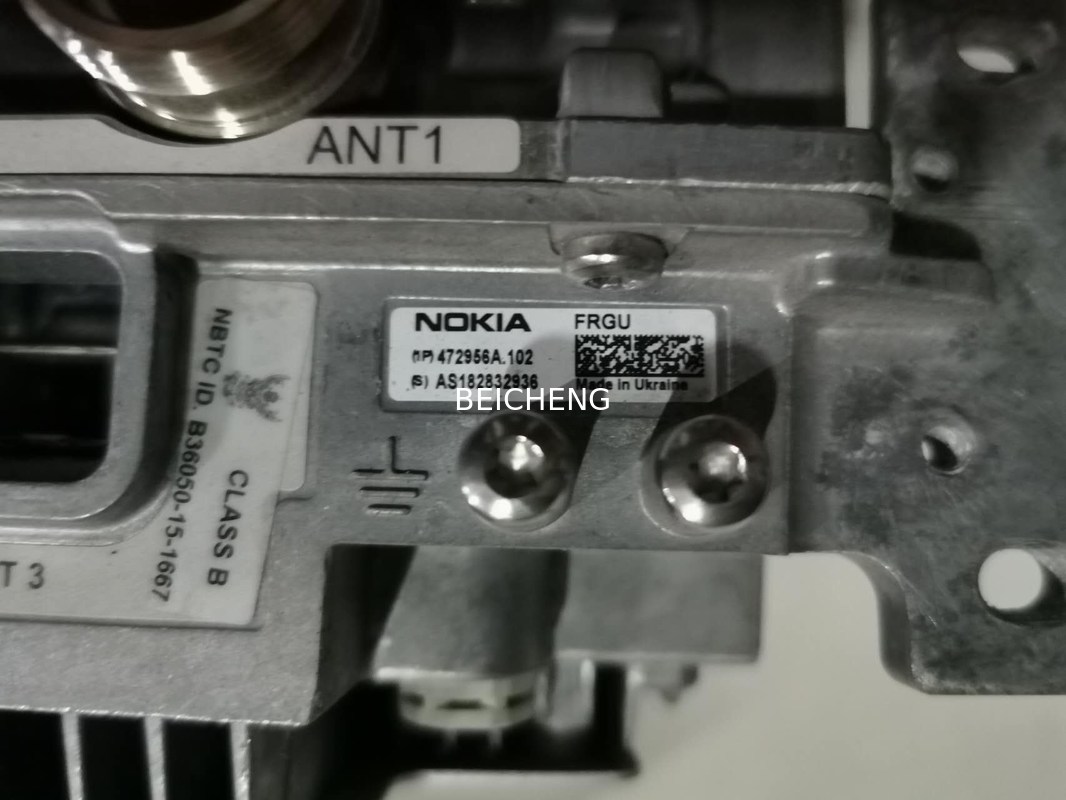 ANT1
NOKIA
FRGU
(1P) 472956A.102
(S) AS182832936
Made in Ukraine
BEICHENG
NBTC ID. B36050-15-1667
CLASS B
T 3